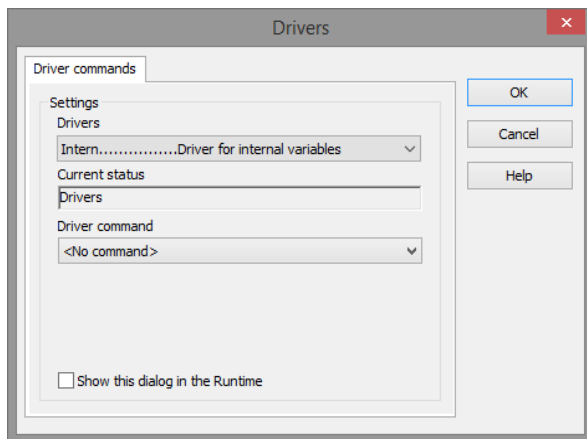 Drivers
Driver commands
Settings
Drivers
Intern................Driver for internal variables
Current status
Drivers
Driver command
<No command>
Show this dialog in the Runtime
OK
Cancel
Help